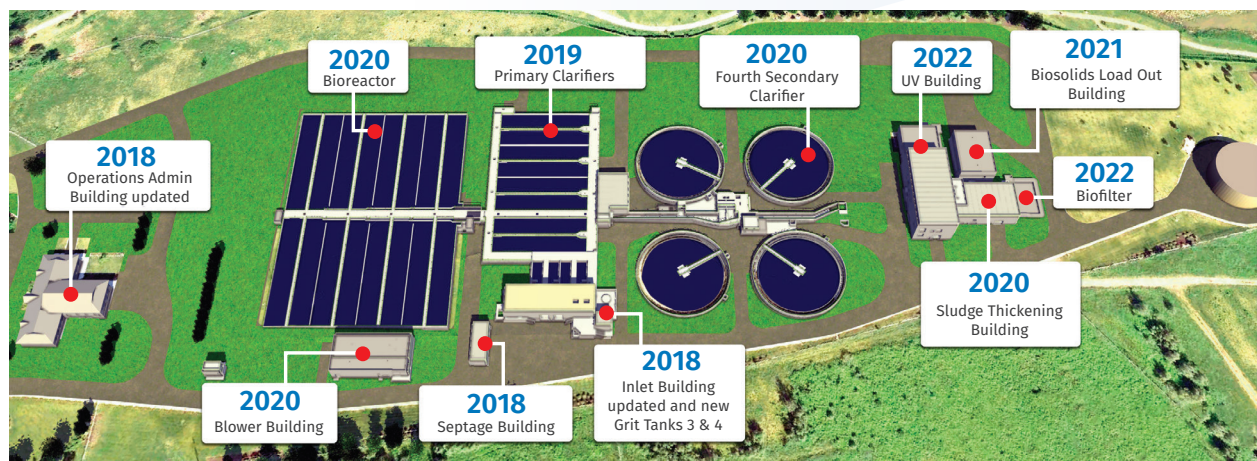 2020
Bioreactor
2019
Primary Clarifiers
2020
Fourth Secondary
Clarifier
2022
UV Building
2021
Biosolids Load Out
Building
2018
Operations Admin
Building updated
2022
Biofilter
2020
Sludge Thickening
Building
2020
Blower Building
2018
Septage Building
2018
Inlet Building
updated and new
Grit Tanks 3 & 4